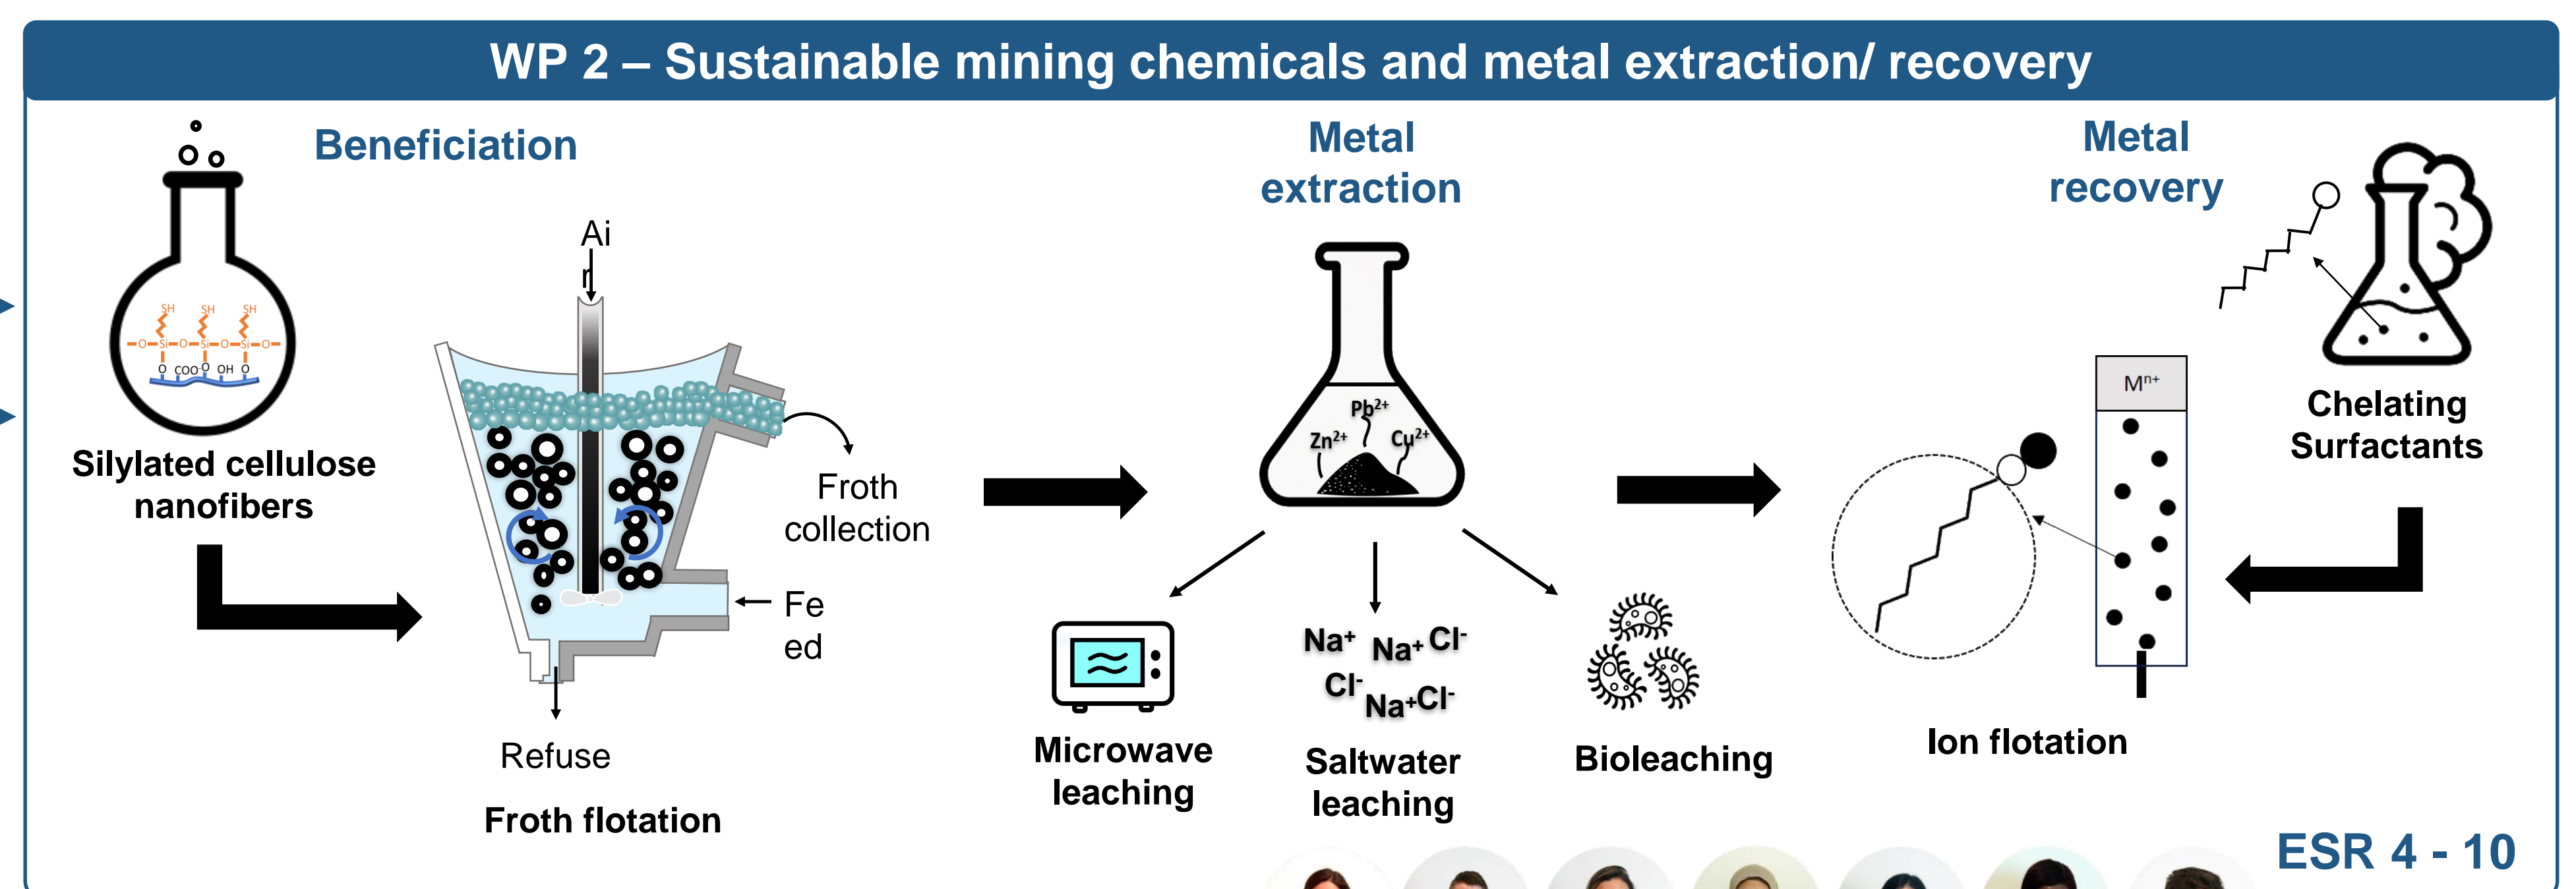 WP 2 – Sustainable mining chemicals and metal extraction/ recovery
Beneficiation
SH SH SH
O Si O Si O Si O
O COO- O OH O
Silylated cellulose
nanofibers
Ai
r
Froth
collection
Fe
ed
Refuse
Froth flotation
Metal
extraction
Pb2+
Zn2+ Cu2+
Microwave
leaching
Na+ Na+ Cl-
Cl- Na+ Cl-
Saltwater
leaching
Bioleaching
Metal
recovery
Mn+
Chelating
Surfactants
Ion flotation
ESR 4 - 10